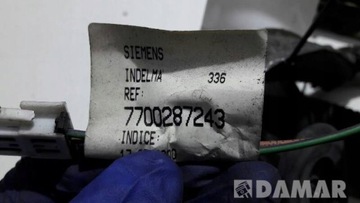 SIEMENS
INDELMA 336
REF:
7700287243
INDICE:
DAMAR